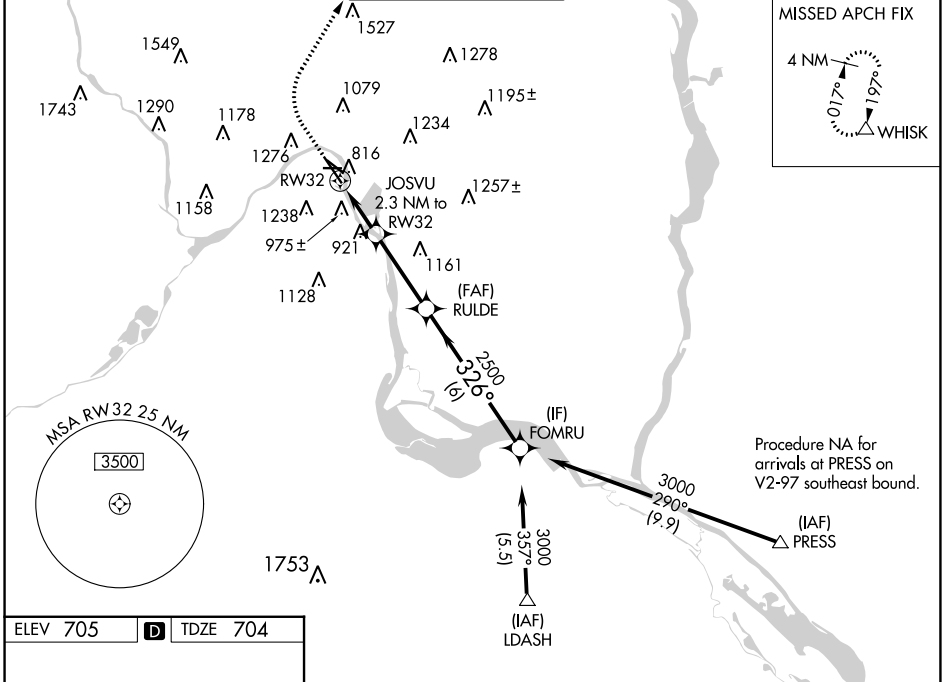 1527
MISSED APCH FIX
1549
1278
4 NM
017°
197°
WHISK
1743
1290
1178
1079
1195±
1234
1276
816
RW32
JOSVU
2.3 NM to
RW32
1257±
1158
1238
975±
921
1161
1128
(FAF)
RULDE
2500
326°
(6)
(IF)
FOMRU
MSA RW32 25 NM
3500
Procedure NA for
arrivals at PRESS on
V2-97 southeast bound.
3000
290°
(9.9)
(IAF)
PRESS
3000
357°
(5.5)
1753
(IAF)
LDASH
ELEV 705 D TDZE 704